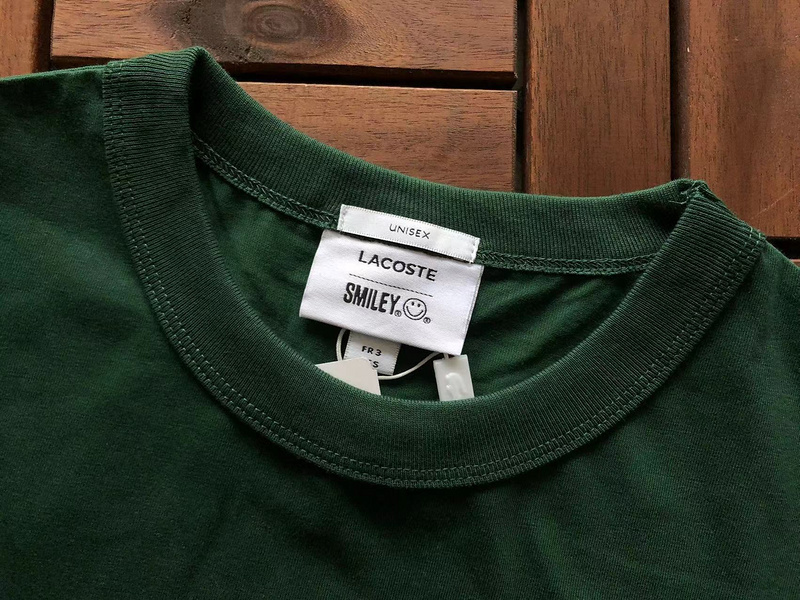 UNISEX
LACOSTE
SMILEY® ®
FR 3